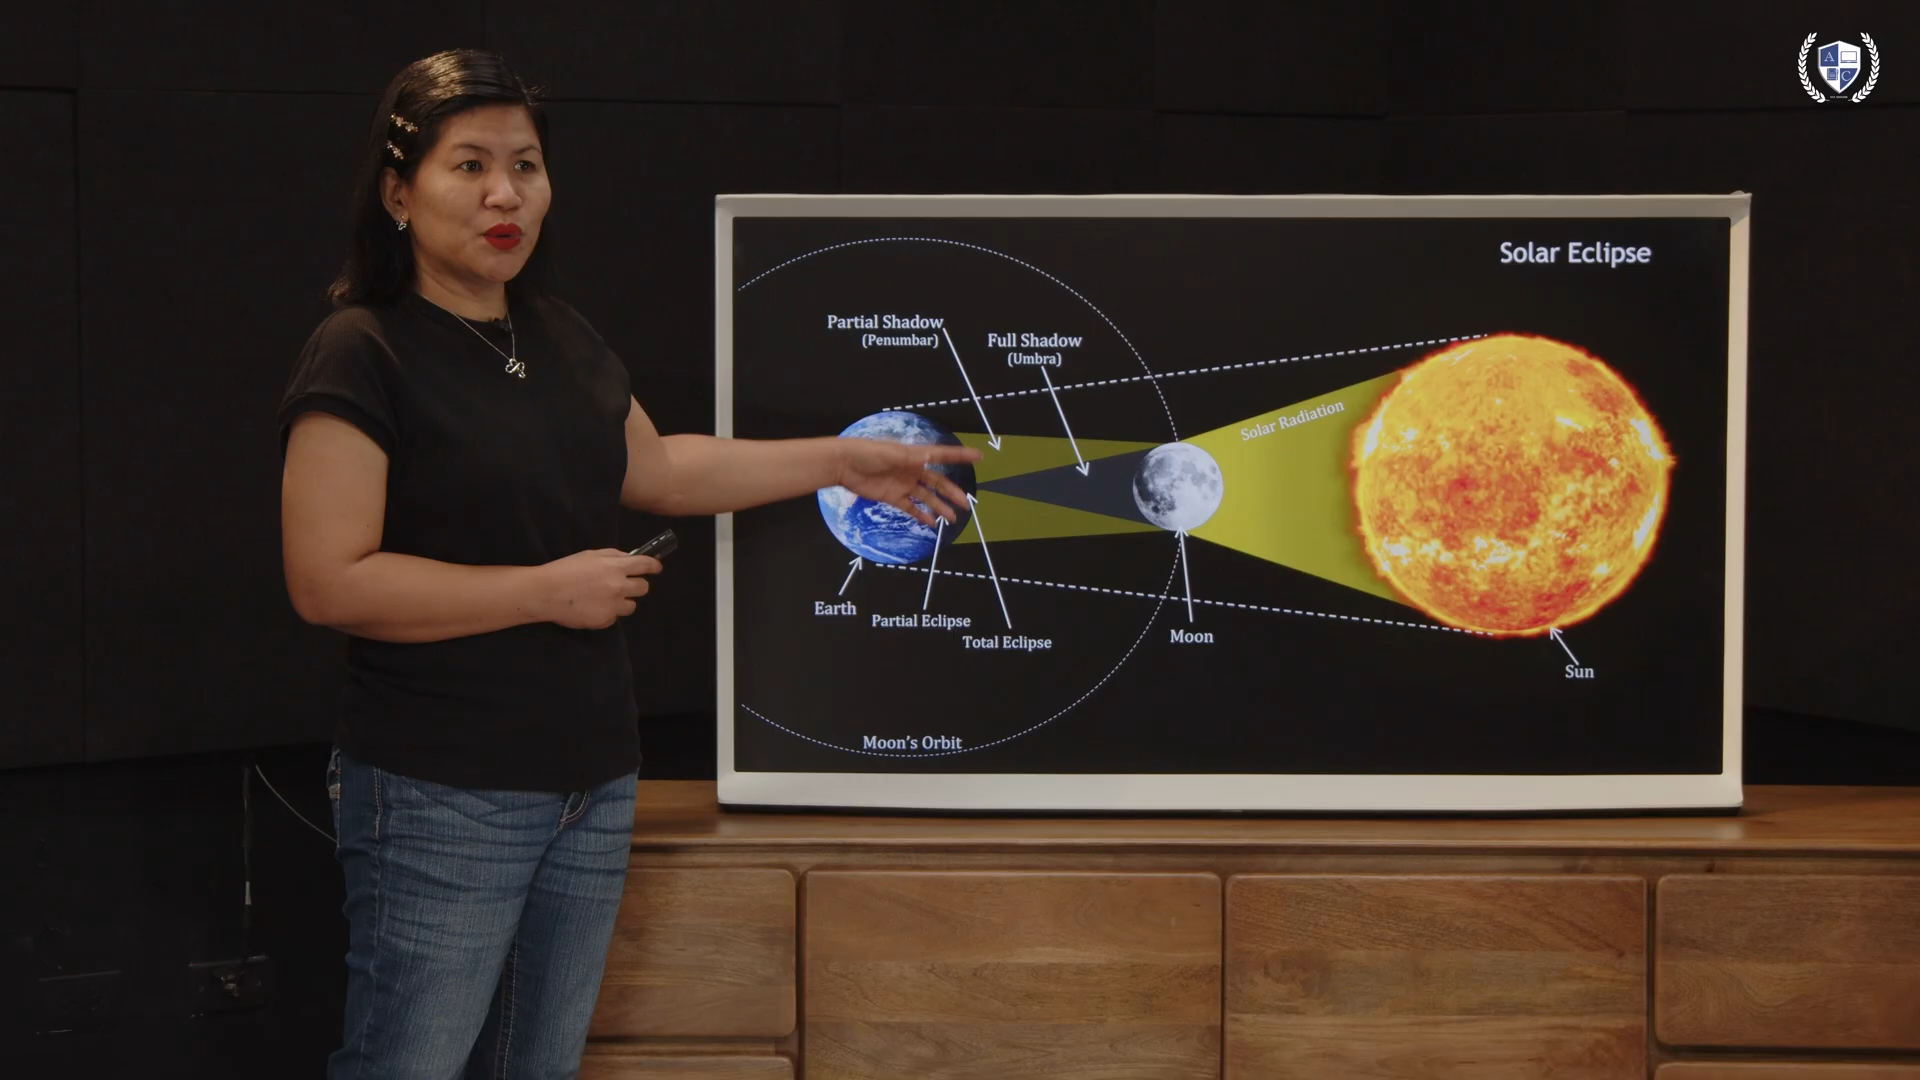 A
C
Solar Eclipse
Partial Shadow
(Penumbar)
Full Shadow
(Umbra)
Solar Radiation
Earth
Partial Eclipse
Total Eclipse
Moon
Sun
Moon's Orbit